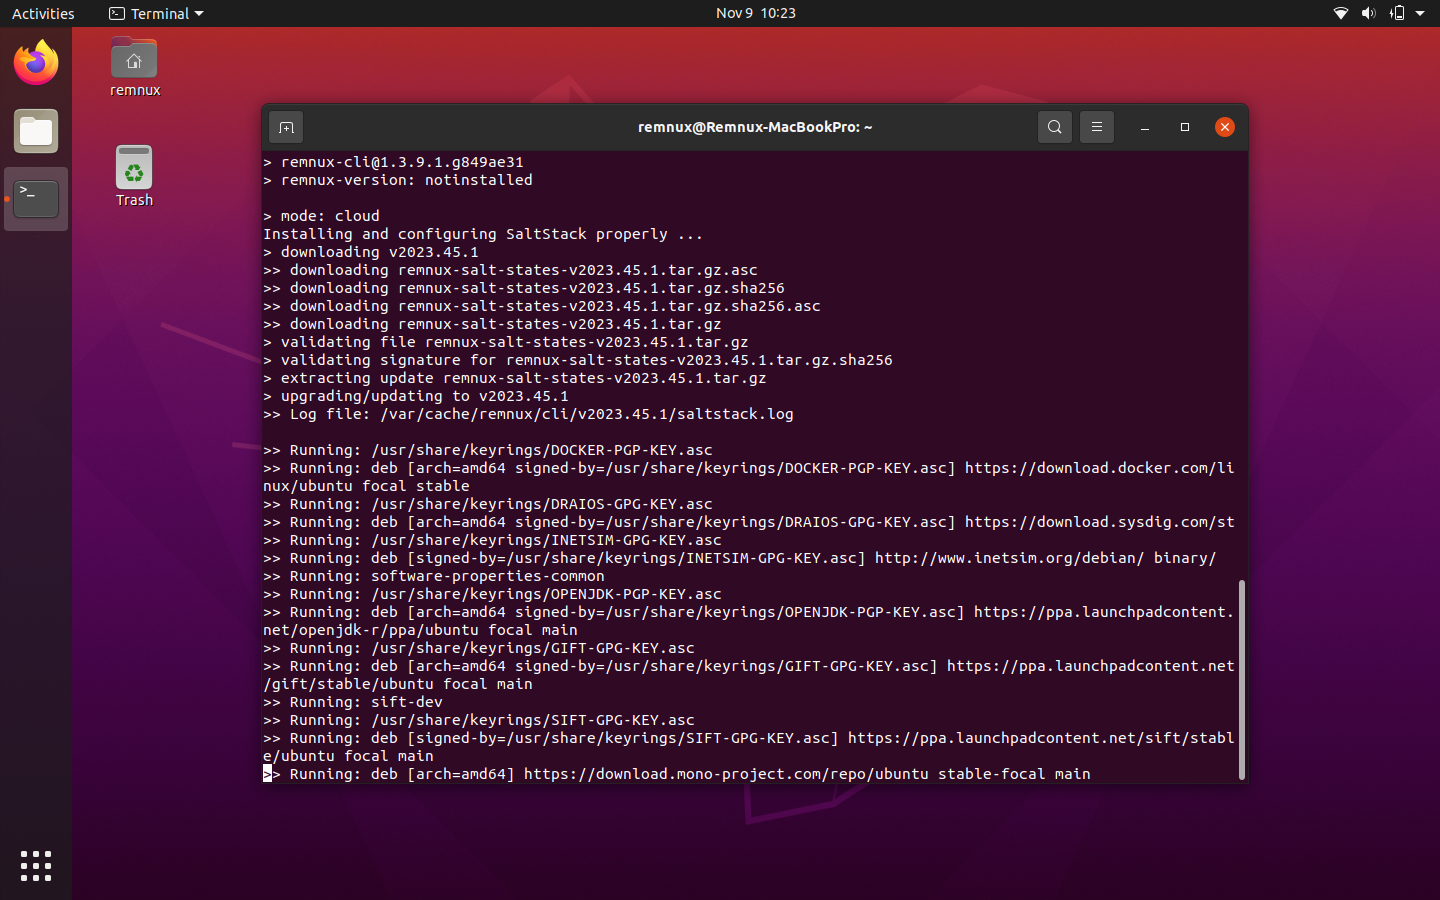 Activities
Terminal
Nov 9 10:23
remnux
Trash
remnux@Remnux-MacBookPro: ~
> remnux-cli@1.3.9.1.g849ae31
> remnux-version: notinstalled
> mode: cloud
Installing and configuring SaltStack properly ...
> downloading v2023.45.1
>> downloading remnux-salt-states-v2023.45.1.tar.gz.asc
>> downloading remnux-salt-states-v2023.45.1.tar.gz.sha256
>> downloading remnux-salt-states-v2023.45.1.tar.gz.sha256.asc
>> downloading remnux-salt-states-v2023.45.1.tar.gz
> validating file remnux-salt-states-v2023.45.1.tar.gz
> validating signature for remnux-salt-states-v2023.45.1.tar.gz.sha256
> extracting update remnux-salt-states-v2023.45.1.tar.gz
> upgrading/updating to v2023.45.1
>> Log file: /var/cache/remnux/cli/v2023.45.1/saltstack.log
>> Running: /usr/share/keyrings/DOCKER-PGP-KEY.asc
>> Running: deb [arch=amd64 signed-by=/usr/share/keyrings/DOCKER-PGP-KEY.asc] https://download.docker.com/li
nux/ubuntu focal stable
>> Running: /usr/share/keyrings/DRAIOS-GPG-KEY.asc
>> Running: deb [arch=amd64 signed-by=/usr/share/keyrings/DRAIOS-GPG-KEY.asc] https://download.sysdig.com/st
>> Running: /usr/share/keyrings/INETSIM-GPG-KEY.asc
>> Running: deb [signed-by=/usr/share/keyrings/INETSIM-GPG-KEY.asc] http://www.inetsim.org/debian/ binary/
>> Running: software-properties-common
>> Running: /usr/share/keyrings/OPENJDK-PGP-KEY.asc
>> Running: deb [arch=amd64 signed-by=/usr/share/keyrings/OPENJDK-PGP-KEY.asc] https://ppa.launchpadcontent.
net/openjdk-r/ppa/ubuntu focal main
>> Running: /usr/share/keyrings/GIFT-GPG-KEY.asc
>> Running: deb [arch=amd64 signed-by=/usr/share/keyrings/GIFT-GPG-KEY.asc] https://ppa.launchpadcontent.net
/gift/stable/ubuntu focal main
>> Running: sift-dev
>> Running: /usr/share/keyrings/SIFT-GPG-KEY.asc
>> Running: deb [signed-by=/usr/share/keyrings/SIFT-GPG-KEY.asc] https://ppa.launchpadcontent.net/sift/stabl
e/ubuntu focal main
>> Running: deb [arch=amd64] https://download.mono-project.com/repo/ubuntu stable-focal main